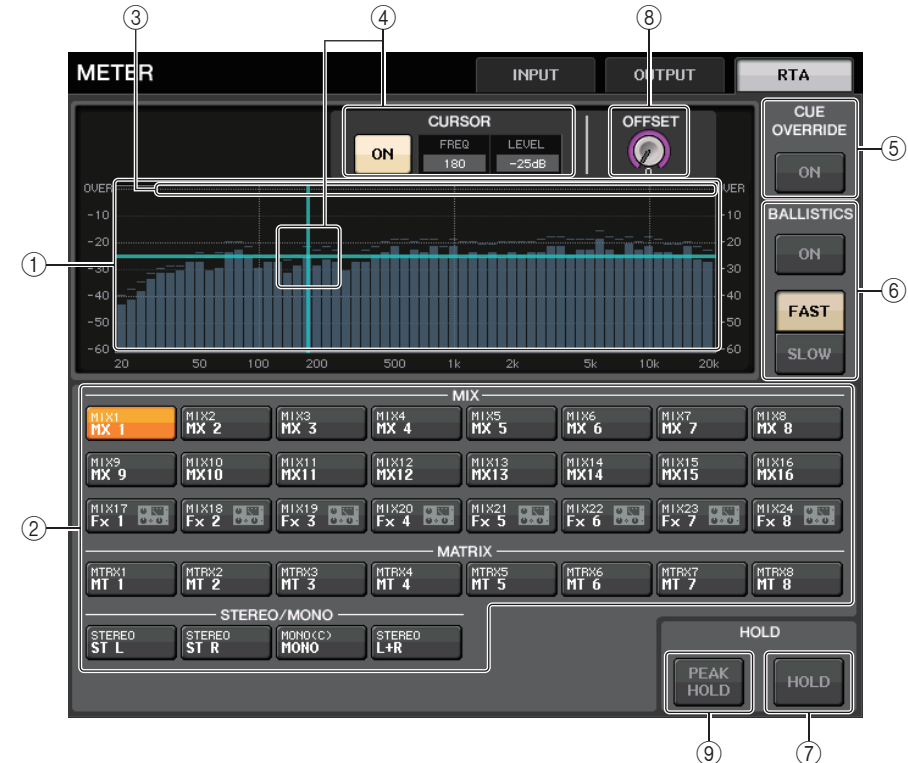 ③ ④ ⑧
METER INPUT OUTPUT RTA
CURSOR
ON FREQ LEVEL
180 -25dB
OFFSET
0
CUE
OVERRIDE
ON
⑤
BALLISTICS
ON
FAST
SLOW
⑥
①
OVER OVER
-10 -10
-20 -20
-30 -30
-40 -40
-50 -50
-60 -60
20 50 100 200 500 1k 2k 5k 10k 20k
②
MIX
MIX1 MIX2 MIX3 MIX4 MIX5 MIX6 MIX7 MIX8
MX 1 MX 2 MX 3 MX 4 MX 5 MX 6 MX 7 MX 8
MIX9 MIX10 MIX11 MIX12 MIX13 MIX14 MIX15 MIX16
MX 9 MX10 MX11 MX12 MX13 MX14 MX15 MX16
MIX17 MIX18 MIX19 MIX20 MIX21 MIX22 MIX23 MIX24
Fx 1 Fx 2 Fx 3 Fx 4 Fx 5 Fx 6 Fx 7 Fx 8
MATRIX
MTRX1 MTRX2 MTRX3 MTRX4 MTRX5 MTRX6 MTRX7 MTRX8
MT 1 MT 2 MT 3 MT 4 MT 5 MT 6 MT 7 MT 8
STEREO/MONO
STEREO STEREO MONO(C) STEREO
ST L ST R MONO L+R
HOLD
PEAK
HOLD
HOLD
⑨ ⑦